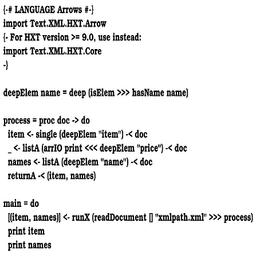 {-# LANGUAGE Arrows #-}
import Text.XML.HXT.Arrow
{- For HXT version >= 9.0, use instead:
import Text.XML.HXT.Core
-}

deepElem name = deep (isElem >>> hasName name)

process = proc doc -> do
  item <- single (deepElem "item") -< doc
  _ <- listA (arrIO print <<< deepElem "price") -< doc
  names <- listA (deepElem "name") -< doc
  returnA -< (item, names)

main = do
  [(item, names)] <- runX (readDocument [] "xmlpath.xml" >>> process)
  print item
  print names